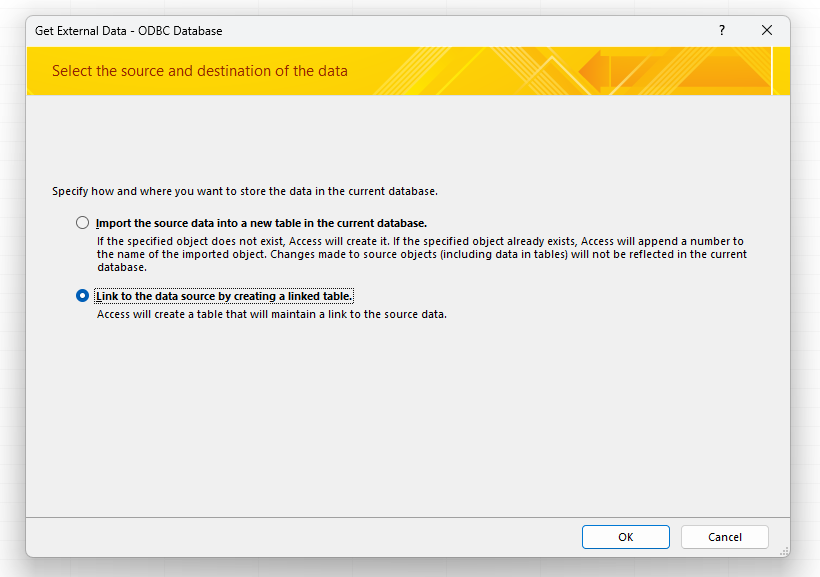 Get External Data - ODBC Database
?
Select the source and destination of the data
Specify how and where you want to store the data in the current database.
Import the source data into a new table in the current database.
If the specified object does not exist, Access will create it. If the specified object already exists, Access will append a number to
the name of the imported object. Changes made to source objects (including data in tables) will not be reflected in the current
database.
Link to the data source by creating a linked table.
Access will create a table that will maintain a link to the source data.
OK
Cancel